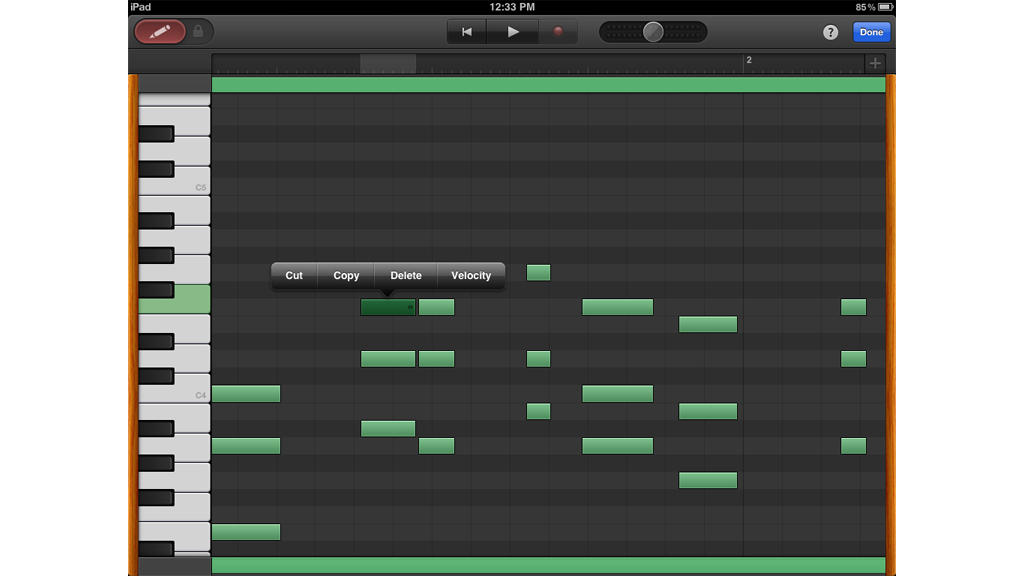 iPad 12:33 PM 85%
? Done
2 +
C5
Cut Copy Delete Velocity
C4